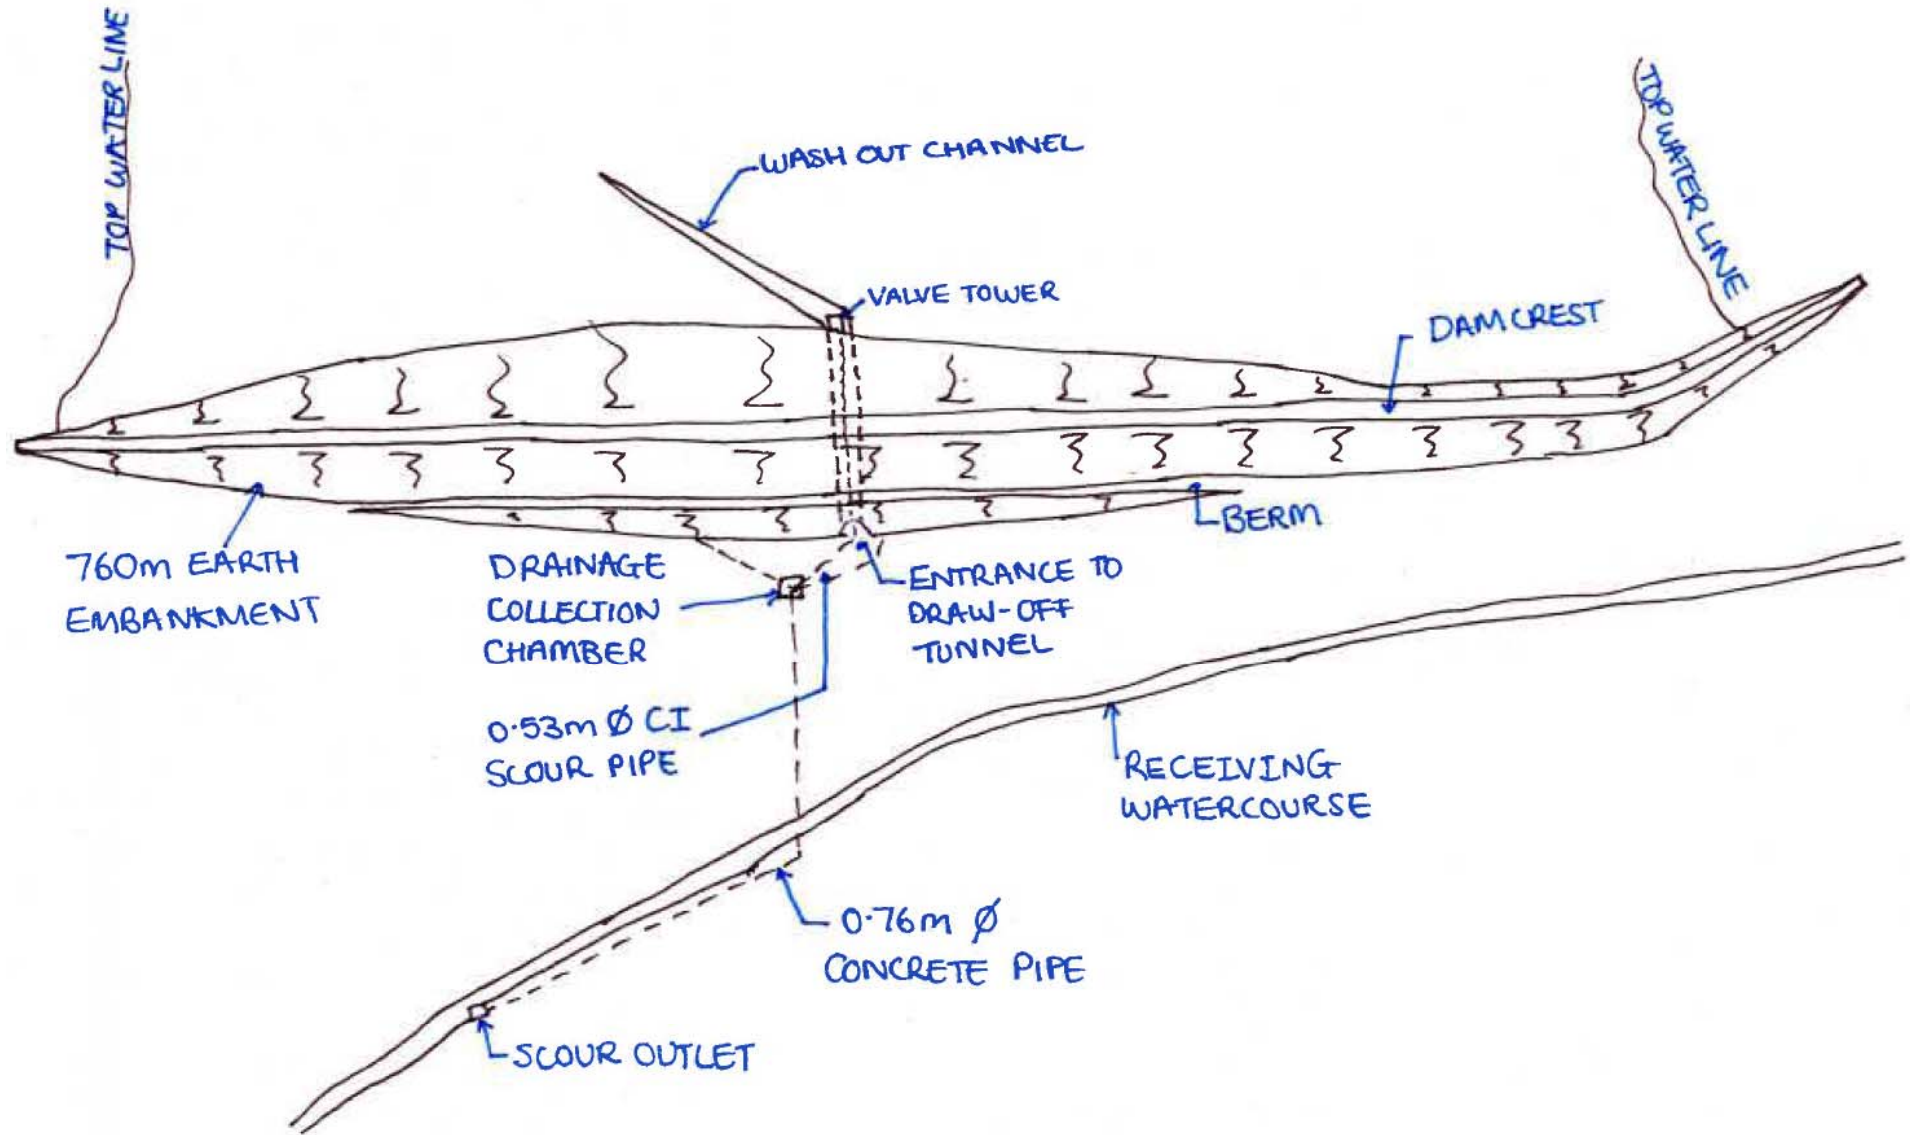 TOP WATER LINE
TOP WATER LINE
WASH OUT CHANNEL
VALVE TOWER
DAM CREST
760m EARTH
EMBANKMENT
DRAINAGE
COLLECTION
CHAMBER
ENTRANCE TO
DRAW-OFF
TUNNEL
BERM
0.53m Ø CI
SCOUR PIPE
RECEIVING
WATERCOURSE
0.76m Ø
CONCRETE PIPE
SCOUR OUTLET